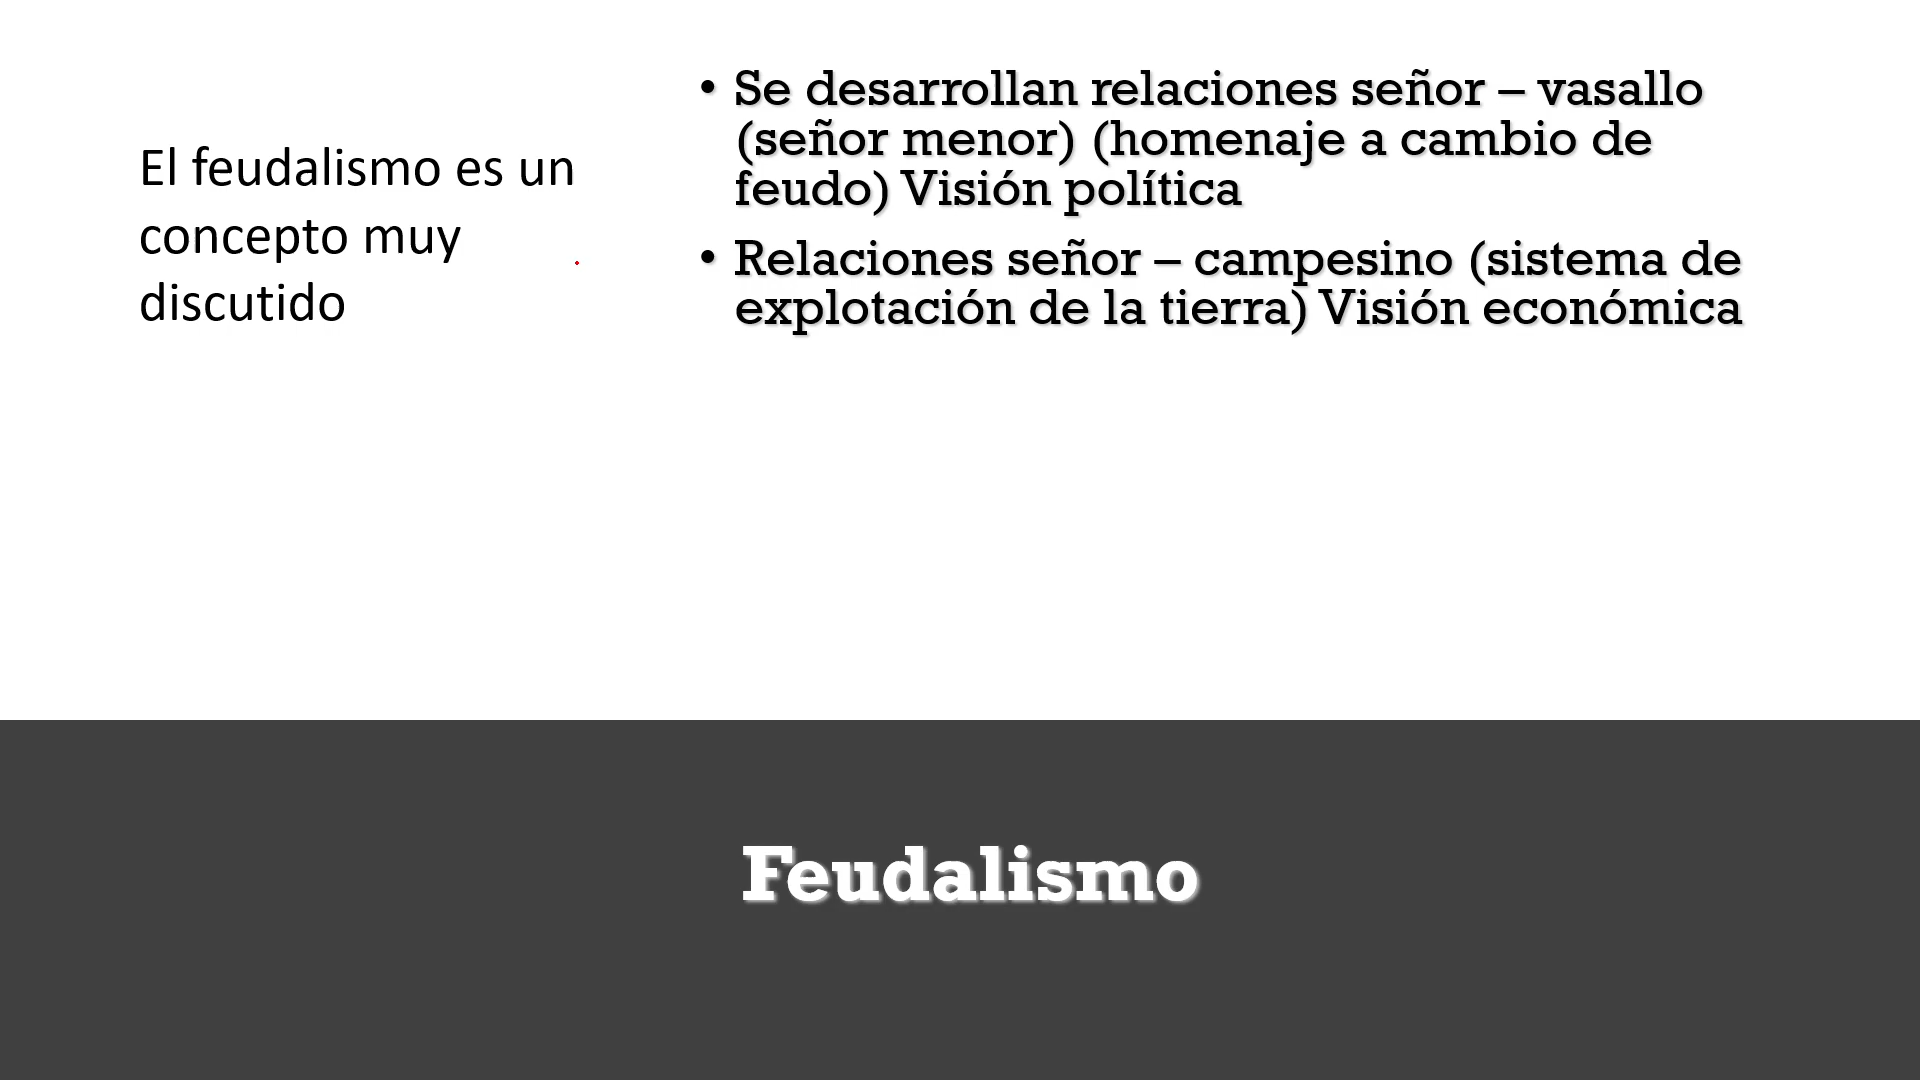 El feudalismo es un
concepto muy
discutido
• Se desarrollan relaciones señor – vasallo
(señor menor) (homenaje a cambio de
feudo) Visión política
• Relaciones señor – campesino (sistema de
explotación de la tierra) Visión económica
Feudalismo